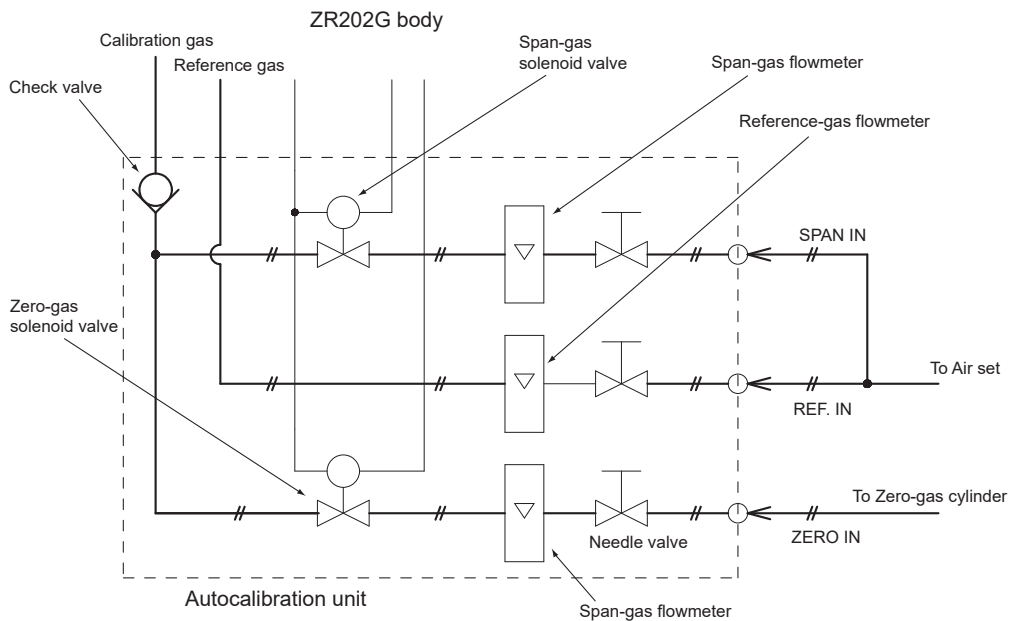 ZR202G body
Calibration gas
Reference gas
Check valve
Span-gas
solenoid valve
Span-gas flowmeter
Reference-gas flowmeter
SPAN IN
Zero-gas
solenoid valve
To Air set
REF. IN
To Zero-gas cylinder
ZERO IN
Needle valve
Autocalibration unit
Span-gas flowmeter